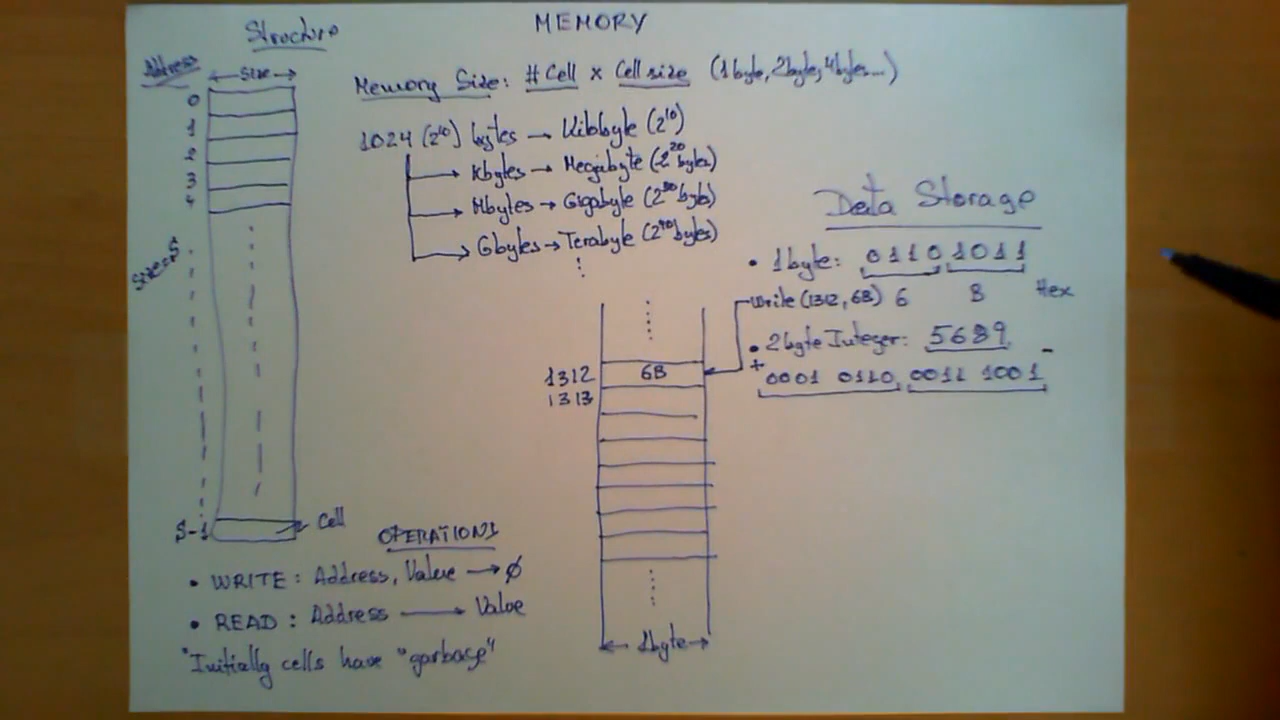 MEMORY
Structure
Address
Size
0
1
2
3
4
Size=S
S-1
Cell
Memory Size: #Cell x Cell size (1byte, 2byte, 4bytes...)
1024 (2^10) bytes → Kilobyte (2^10)
Kbytes → Megabyte (2^20 bytes)
Mbytes → Gigabyte (2^30 bytes)
Gbytes → Terabyte (2^40 bytes)
OPERATIONS
• WRITE: Address, Value → Ø
• READ: Address → Value
"Initially cells have "garbage"
1312 6B
1313
1byte
Data Storage
• 1byte: 0110 1011
Write (1312, 6B) 6 B Hex
• 2byte Integer: 5689
+ -
0001 0110 0011 1001